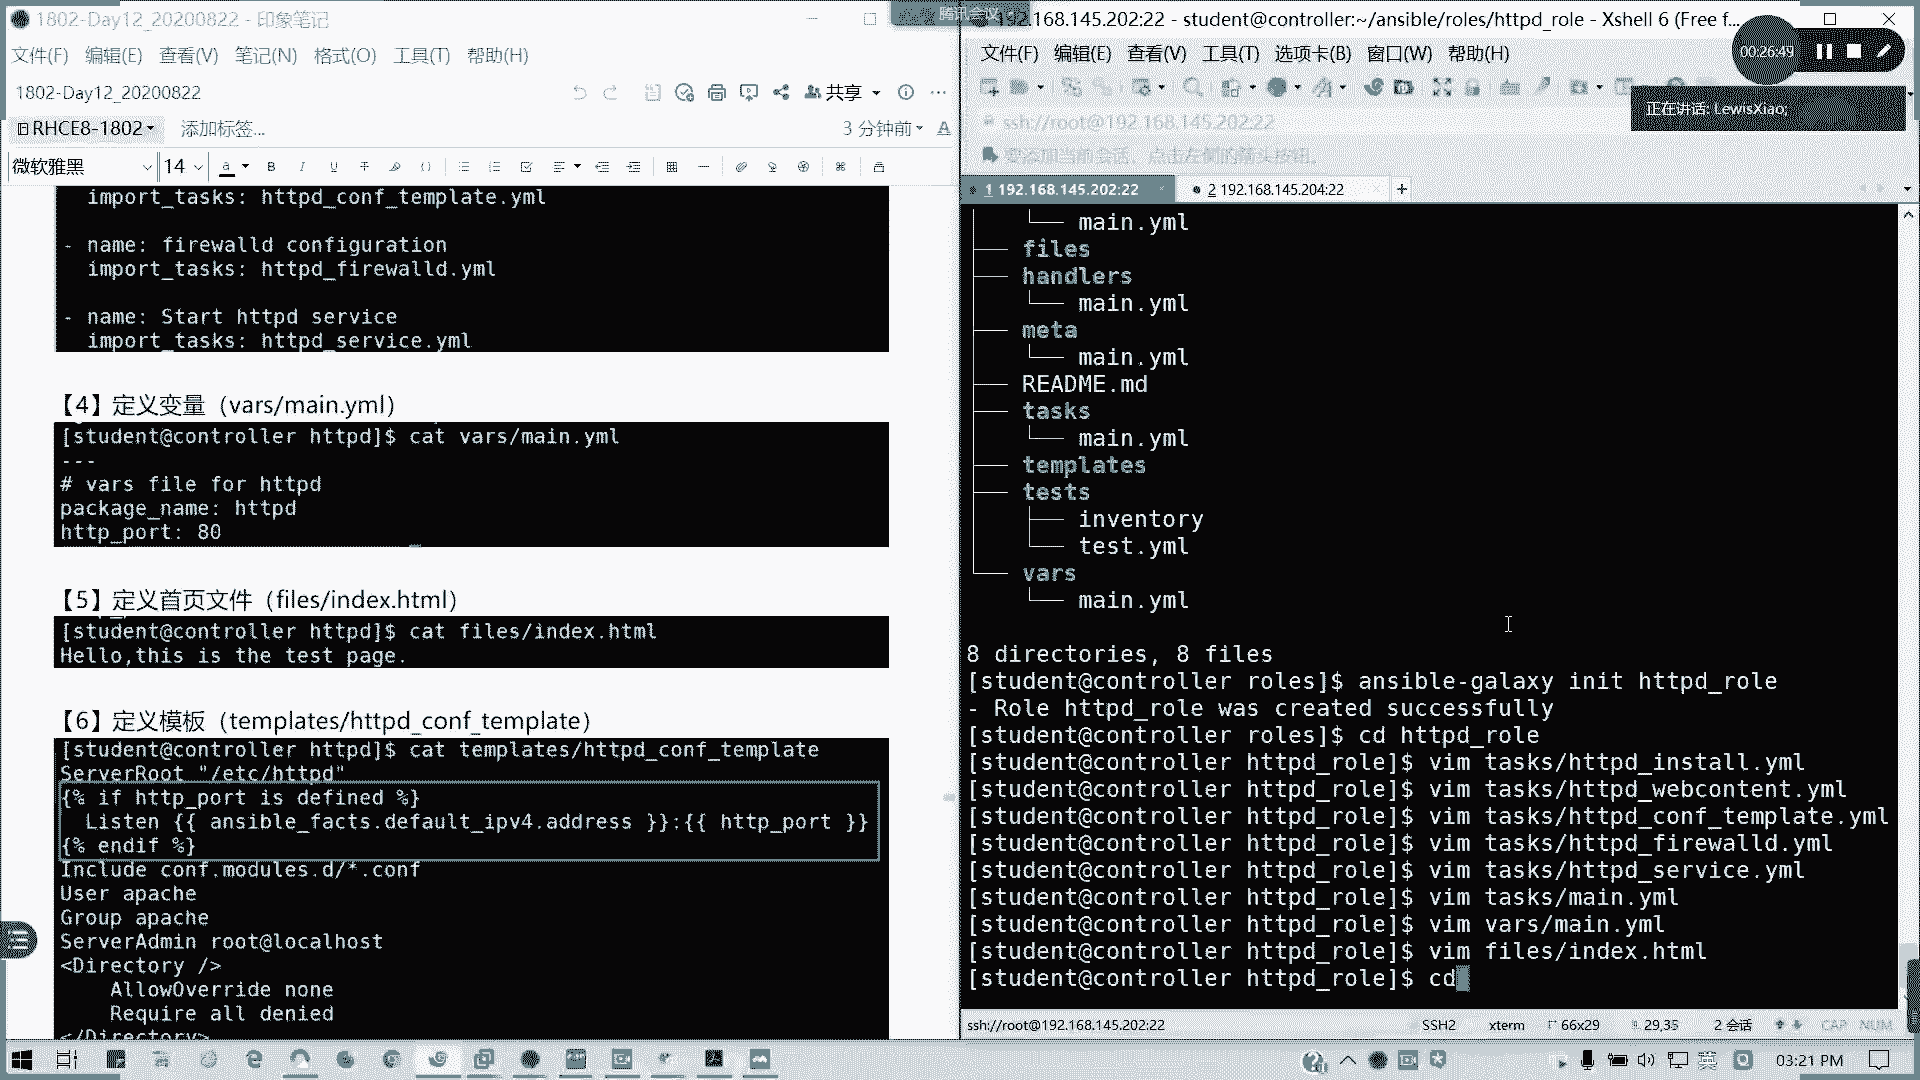 1802-Day12_20200822 - 印象笔记
文件(F) 编辑(E) 查看(V) 笔记(N) 格式(O) 工具(T) 帮助(H)
1802-Day12_20200822
共享
RHCE8-1802
添加标签...
3 分钟前
微软雅黑
14
import_tasks: httpd_conf_template.yml
- name: firewalld configuration
import_tasks: httpd_firewalld.yml
- name: Start httpd service
import_tasks: httpd_service.yml
【4】定义变量（vars/main.yml）
[student@controller httpd]$ cat vars/main.yml
---
# vars file for httpd
package_name: httpd
http_port: 80
【5】定义首页文件（files/index.html）
[student@controller httpd]$ cat files/index.html
Hello,this is the test page.
【6】定义模板（templates/httpd_conf_template）
[student@controller httpd]$ cat templates/httpd_conf_template
ServerRoot "/etc/httpd"
{% if http_port is defined %}
Listen {{ ansible_facts.default_ipv4.address }}:{{ http_port }}
{% endif %}
Include conf.modules.d/*.conf
User apache
Group apache
ServerAdmin root@localhost
<Directory />
AllowOverride none
Require all denied
</Directory>
腾讯会议
192.168.145.202:22 - student@controller:~/ansible/roles/httpd_role - Xshell 6 (Free f...
文件(F) 编辑(E) 查看(V) 工具(T) 选项卡(B) 窗口(W) 帮助(H)
00:26:49
正在讲话: LewisXiao;
ssh://root@192.168.145.202:22
要添加当前会话，点击左侧的箭头按钮。
1 192.168.145.202:22
2 192.168.145.204:22
main.yml
files
handlers
main.yml
meta
main.yml
README.md
tasks
main.yml
templates
tests
inventory
test.yml
vars
main.yml
8 directories, 8 files
[student@controller roles]$ ansible-galaxy init httpd_role
- Role httpd_role was created successfully
[student@controller roles]$ cd httpd_role
[student@controller httpd_role]$ vim tasks/httpd_install.yml
[student@controller httpd_role]$ vim tasks/httpd_webcontent.yml
[student@controller httpd_role]$ vim tasks/httpd_conf_template.yml
[student@controller httpd_role]$ vim tasks/httpd_firewalld.yml
[student@controller httpd_role]$ vim tasks/httpd_service.yml
[student@controller httpd_role]$ vim tasks/main.yml
[student@controller httpd_role]$ vim vars/main.yml
[student@controller httpd_role]$ vim files/index.html
[student@controller httpd_role]$ cd
ssh://root@192.168.145.202:22
SSH2
xterm
66x29
29,35
2 会话
CAP NUM
英
03:21 PM